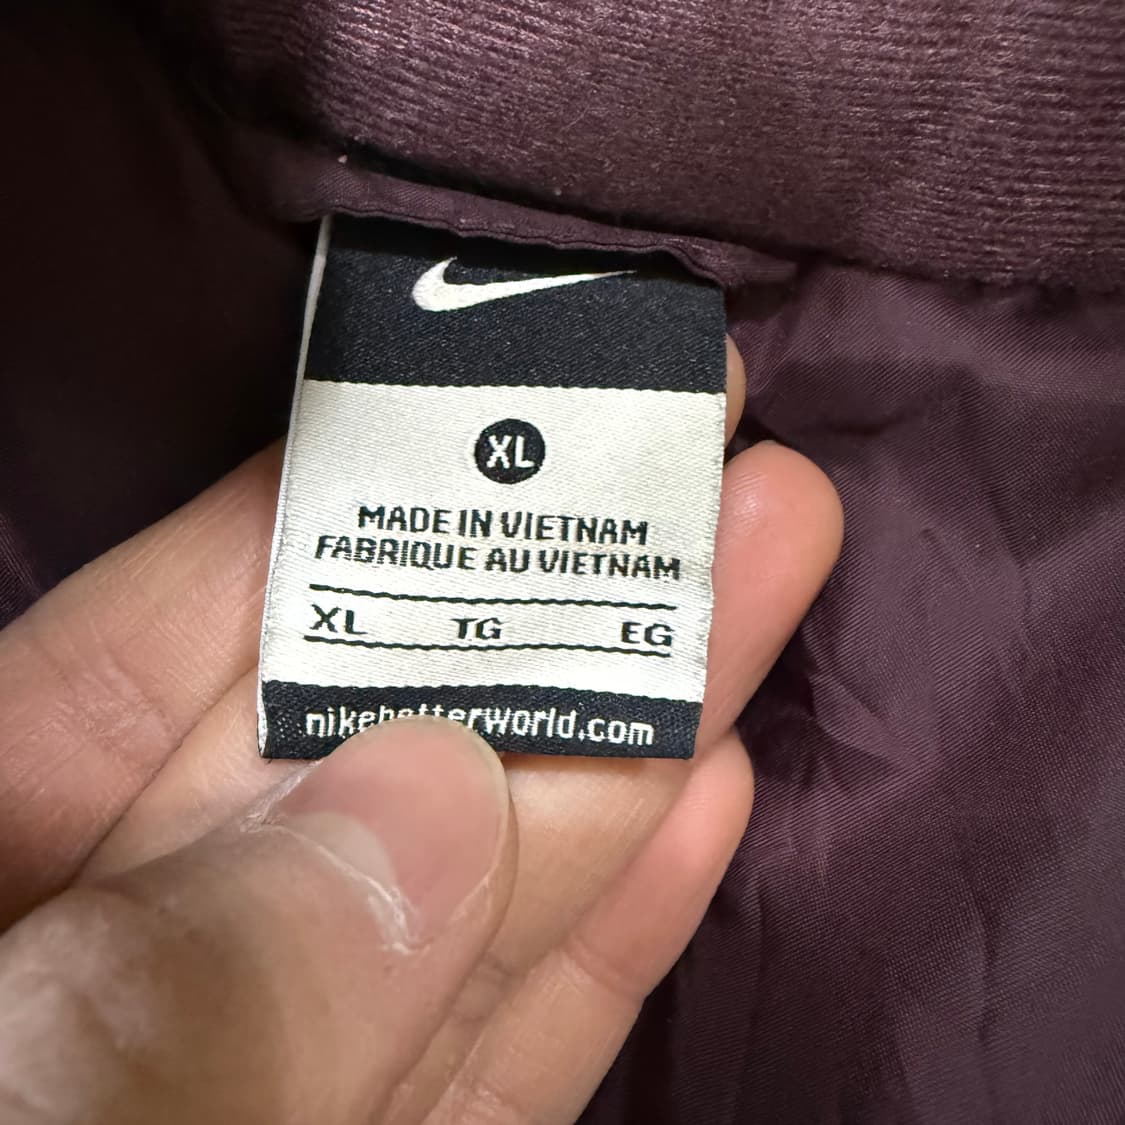 XL
MADE IN VIETNAM
FABRIQUE AU VIETNAM
XL TG EG
nikebetterworld.com